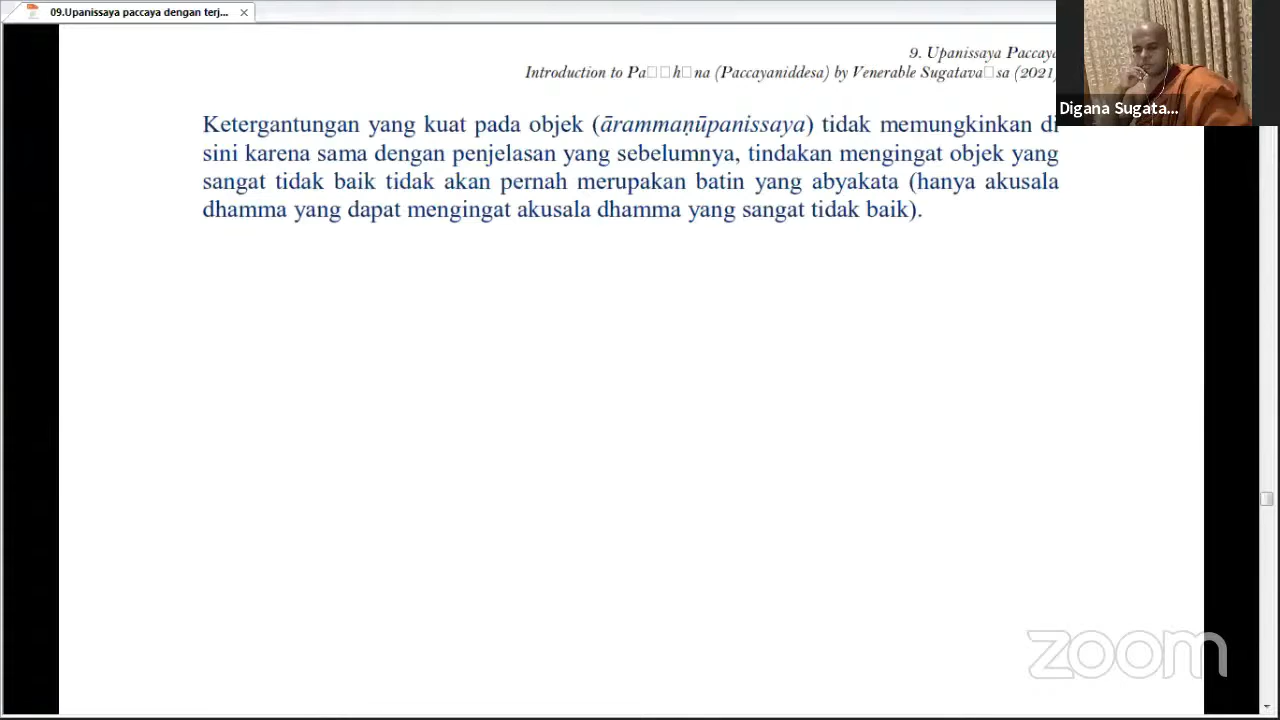 09.Upanissaya paccaya dengan terj...
9. Upanissaya Paccaya
Introduction to Pa□□h□na (Paccayaniddesa) by Venerable Sugatava□sa (2021)
Digana Sugata...
Ketergantungan yang kuat pada objek (ārammaṇūpanissaya) tidak memungkinkan di
sini karena sama dengan penjelasan yang sebelumnya, tindakan mengingat objek yang
sangat tidak baik tidak akan pernah merupakan batin yang abyakata (hanya akusala
dhamma yang dapat mengingat akusala dhamma yang sangat tidak baik).
zoom